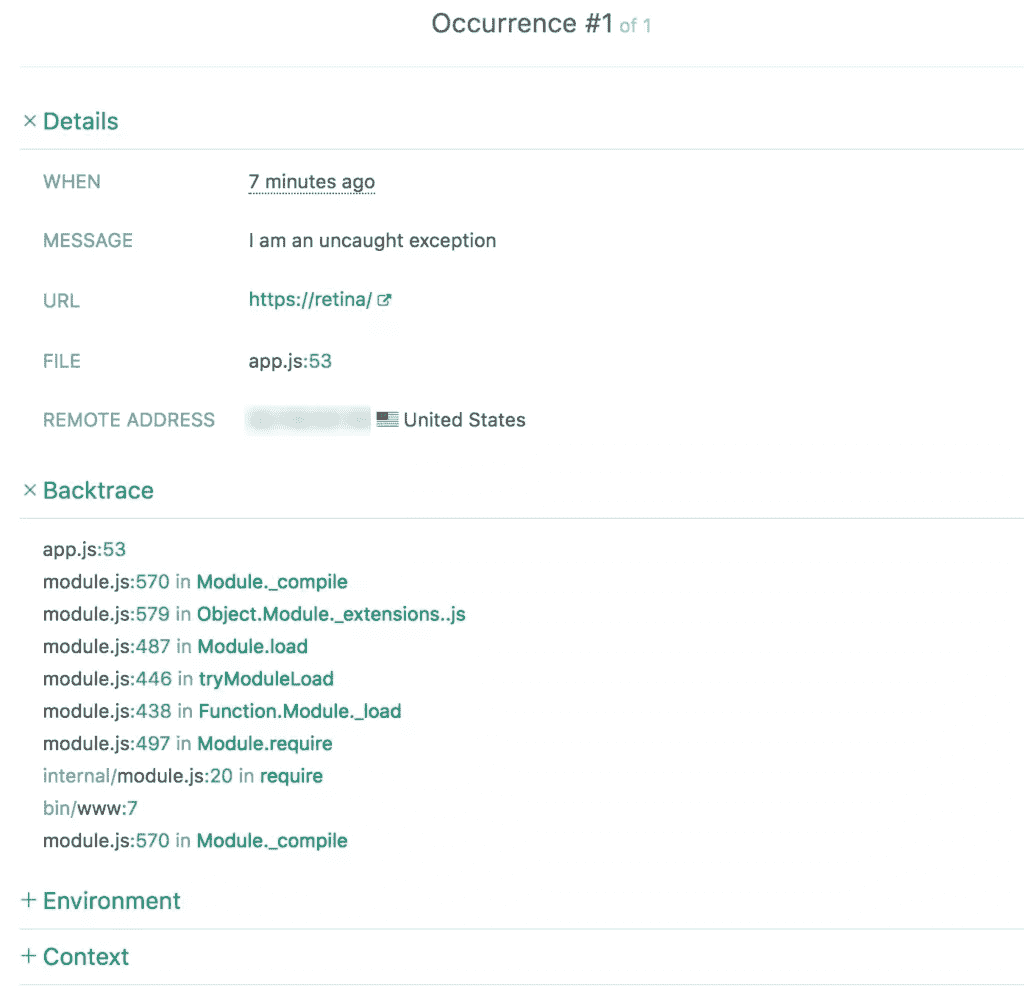 Occurrence #1 of 1
× Details
WHEN 7 minutes ago
MESSAGE I am an uncaught exception
URL https://retina/
FILE app.js:53
REMOTE ADDRESS United States
× Backtrace
app.js:53
module.js:570 in Module._compile
module.js:579 in Object.Module._extensions..js
module.js:487 in Module.load
module.js:446 in tryModuleLoad
module.js:438 in Function.Module._load
module.js:497 in Module.require
internal/module.js:20 in require
bin/www:7
module.js:570 in Module._compile
+ Environment
+ Context